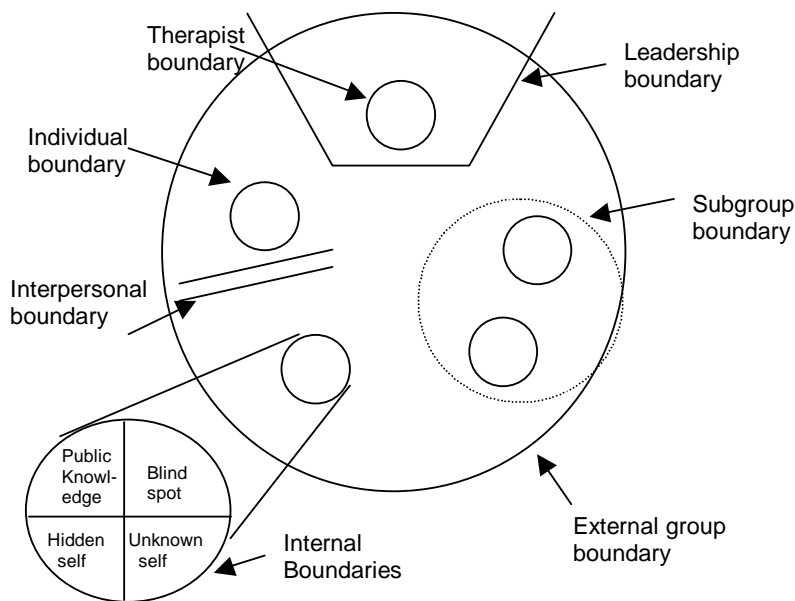 Therapist
boundary
Leadership
boundary
Individual
boundary
Subgroup
boundary
Interpersonal
boundary
Public
Knowl-
edge
Blind
spot
Hidden
self
Unknown
self
Internal
Boundaries
External group
boundary